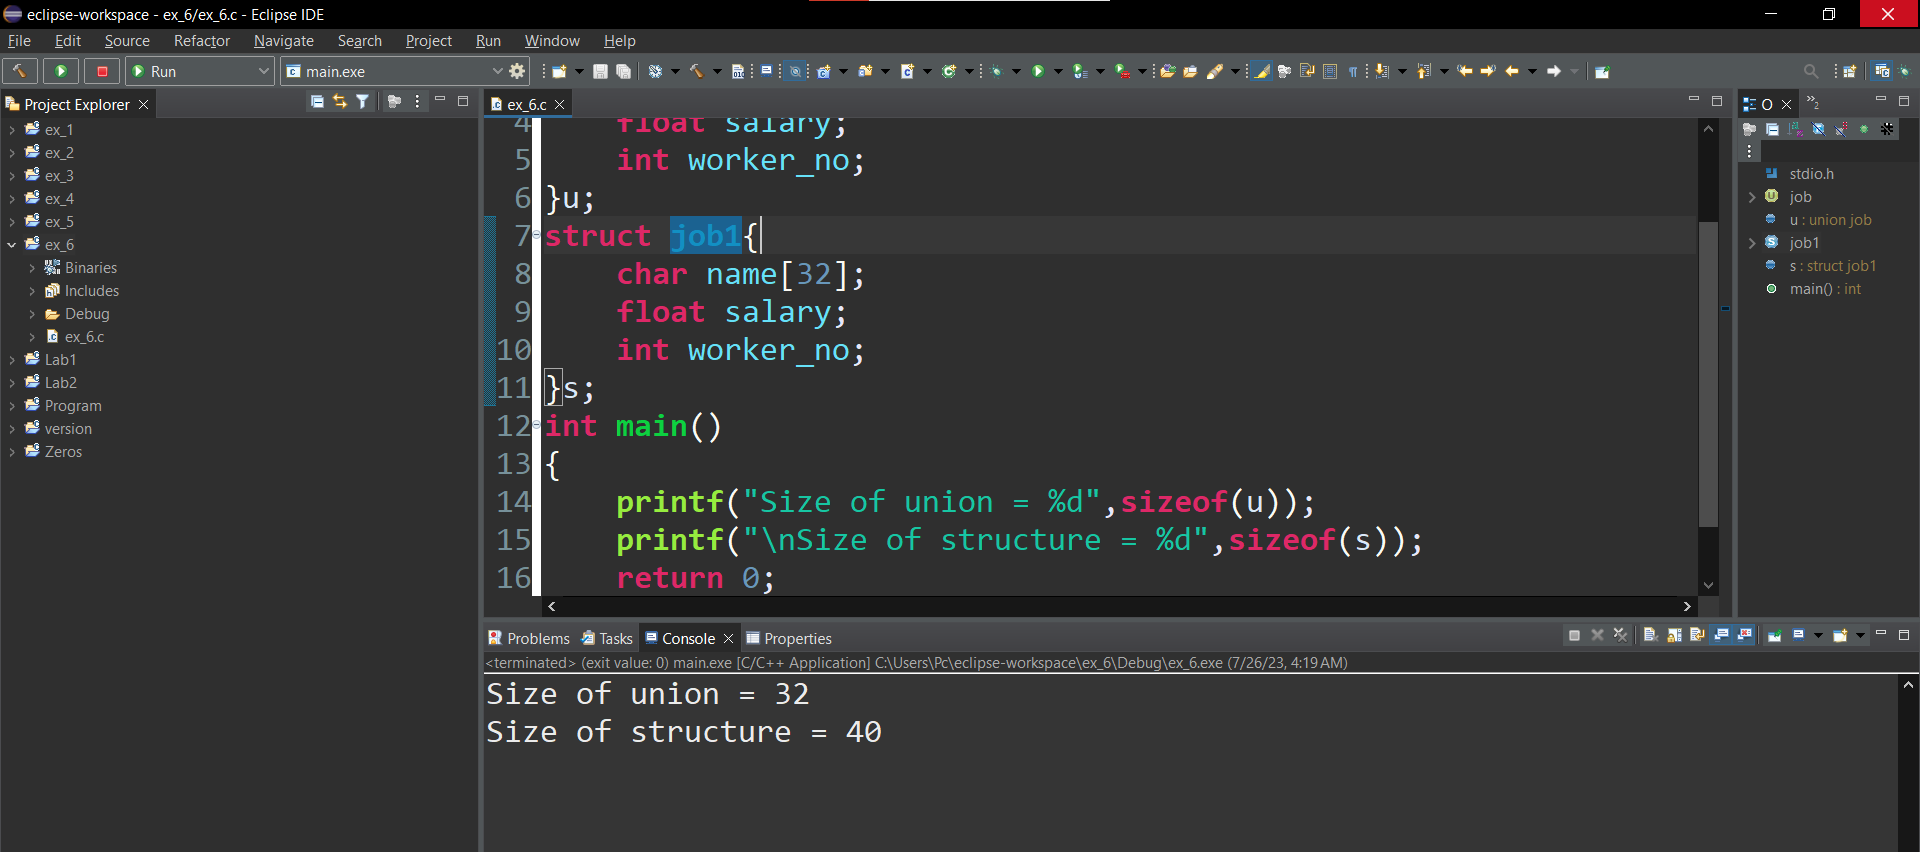 eclipse-workspace - ex_6/ex_6.c - Eclipse IDE
File Edit Source Refactor Navigate Search Project Run Window Help
Run main.exe
Project Explorer
ex_1
ex_2
ex_3
ex_4
ex_5
ex_6
Binaries
Includes
Debug
ex_6.c
Lab1
Lab2
Program
version
Zeros
ex_6.c
4 float salary;
5 int worker_no;
6 }u;
7 struct job1{
8 char name[32];
9 float salary;
10 int worker_no;
11 }s;
12 int main()
13 {
14 printf("Size of union = %d",sizeof(u));
15 printf("\nSize of structure = %d",sizeof(s));
16 return 0;
O »2
stdio.h
job
u : union job
job1
s : struct job1
main() : int
Problems Tasks Console Properties
<terminated> (exit value: 0) main.exe [C/C++ Application] C:\Users\Pc\eclipse-workspace\ex_6\Debug\ex_6.exe (7/26/23, 4:19 AM)
Size of union = 32
Size of structure = 40